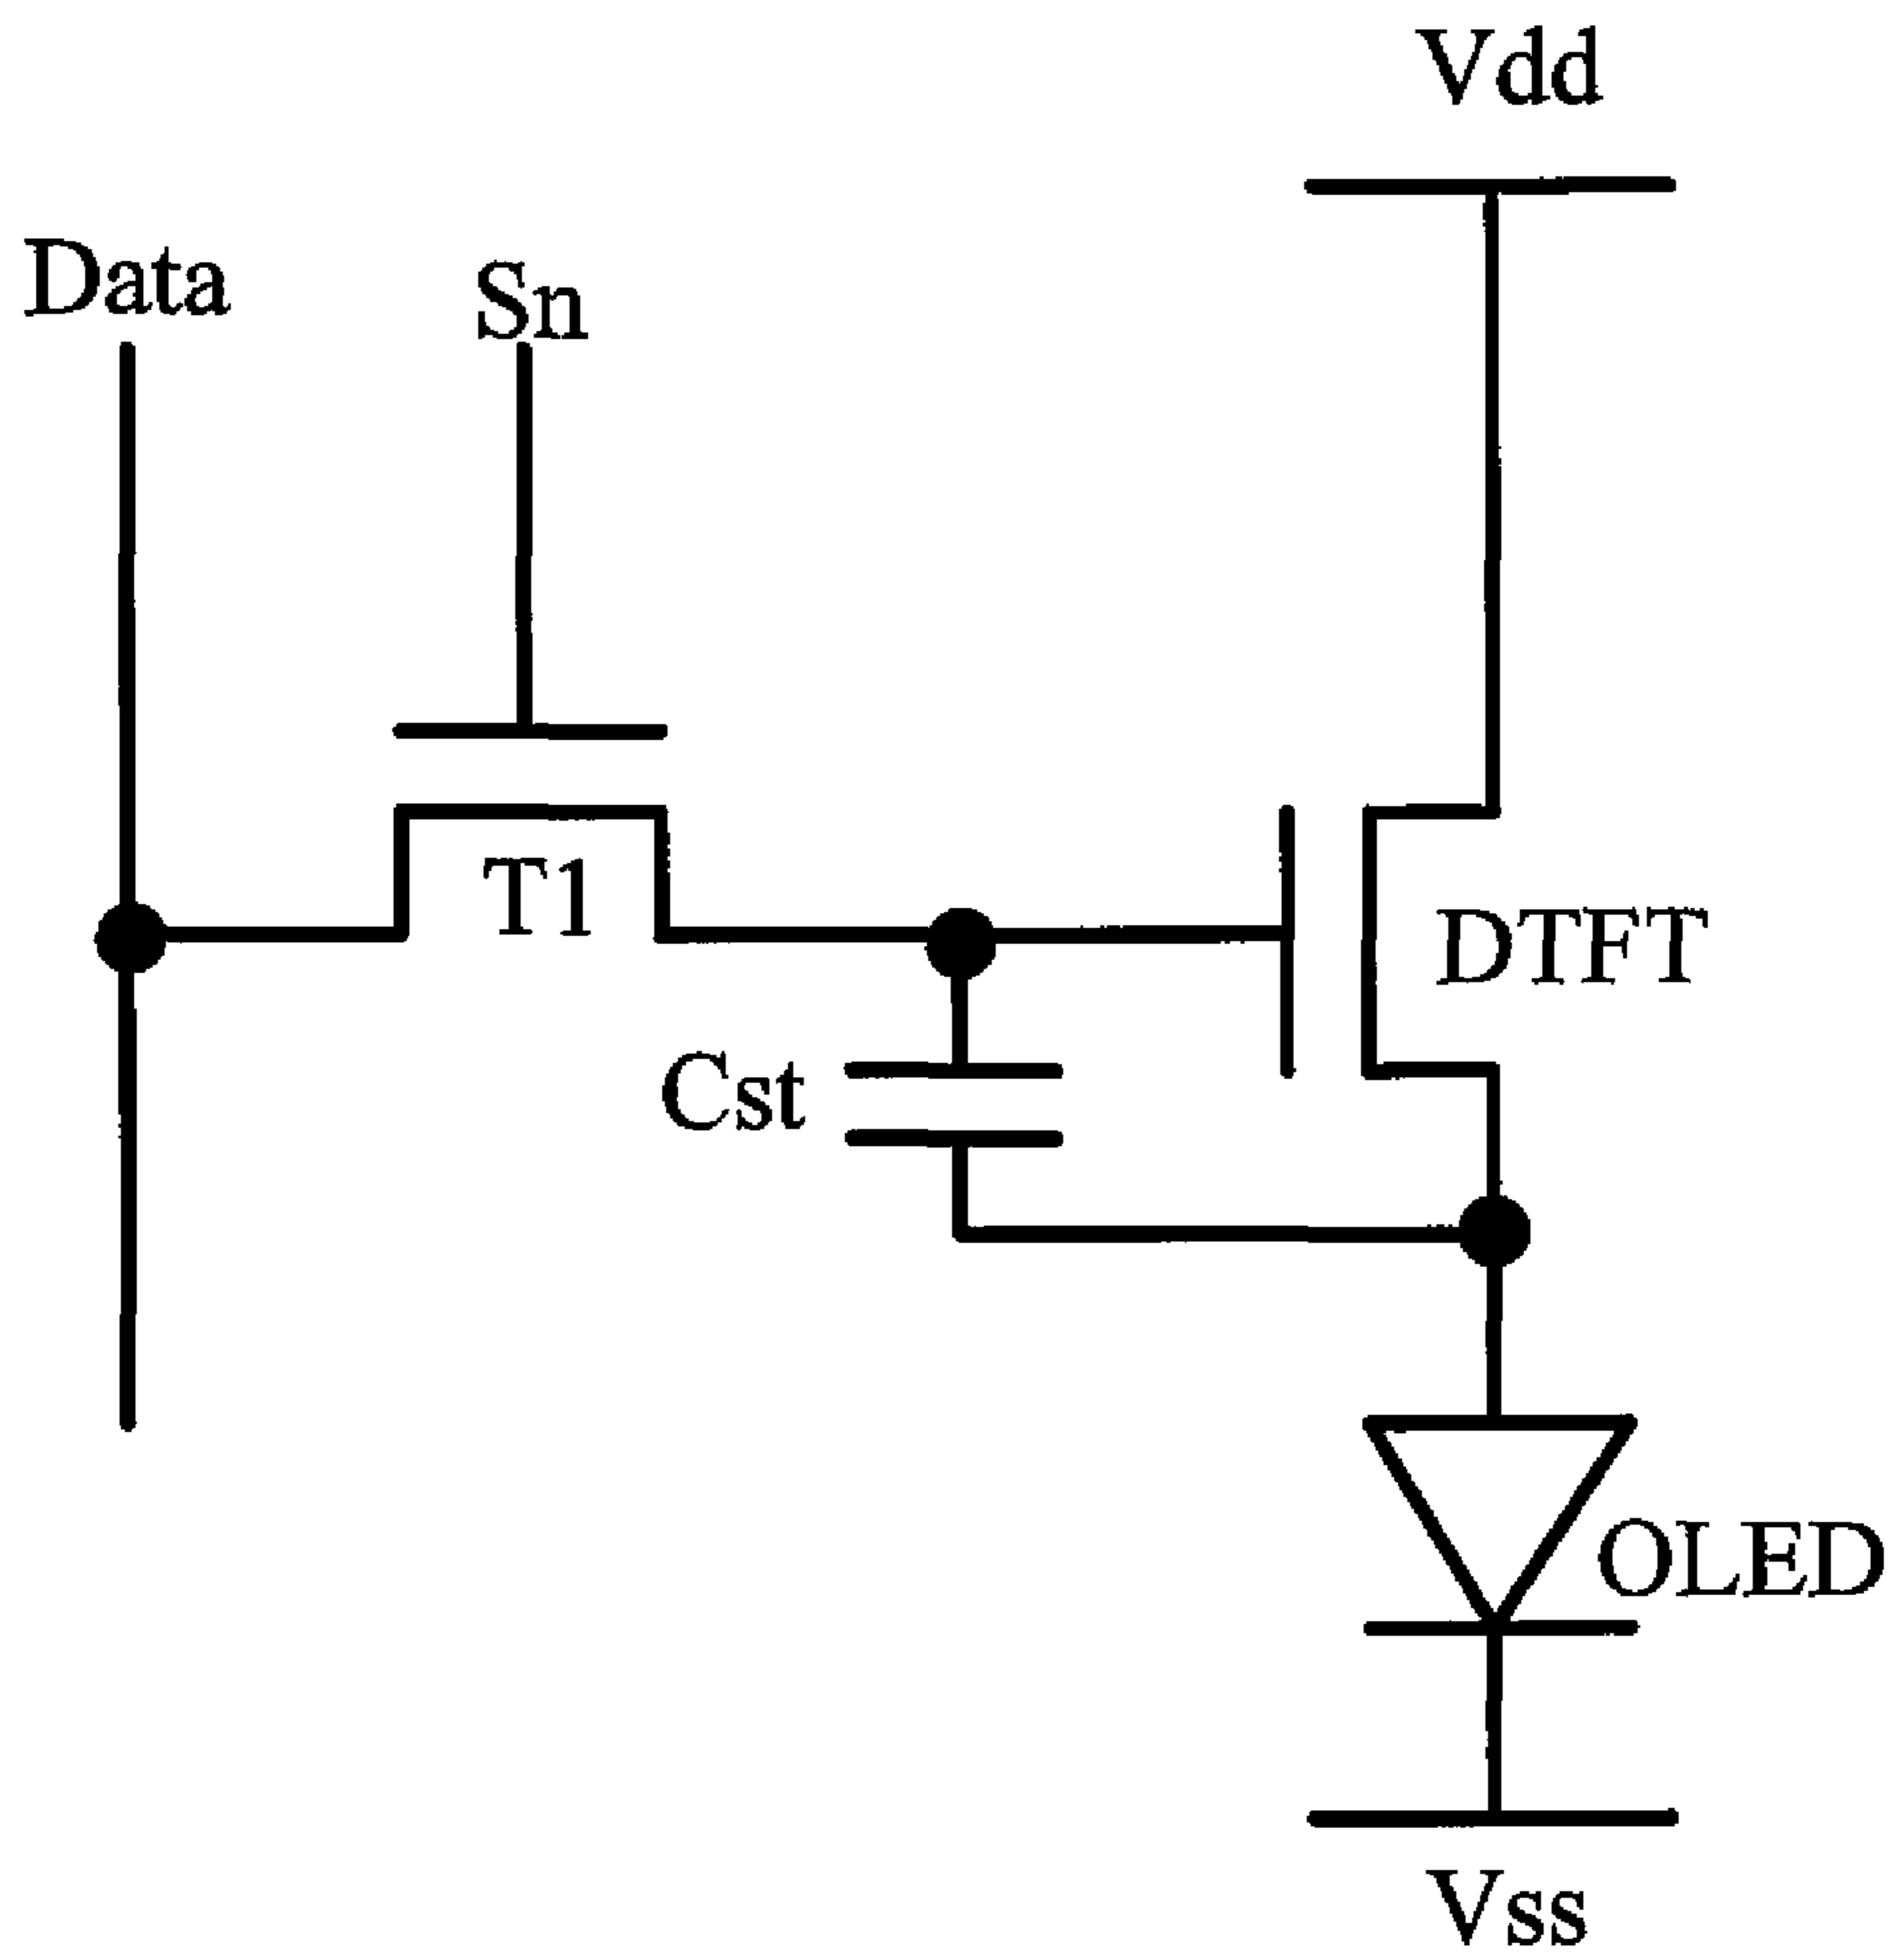 Vdd
Data
Sn
T1
DTFT
Cst
OLED
Vss